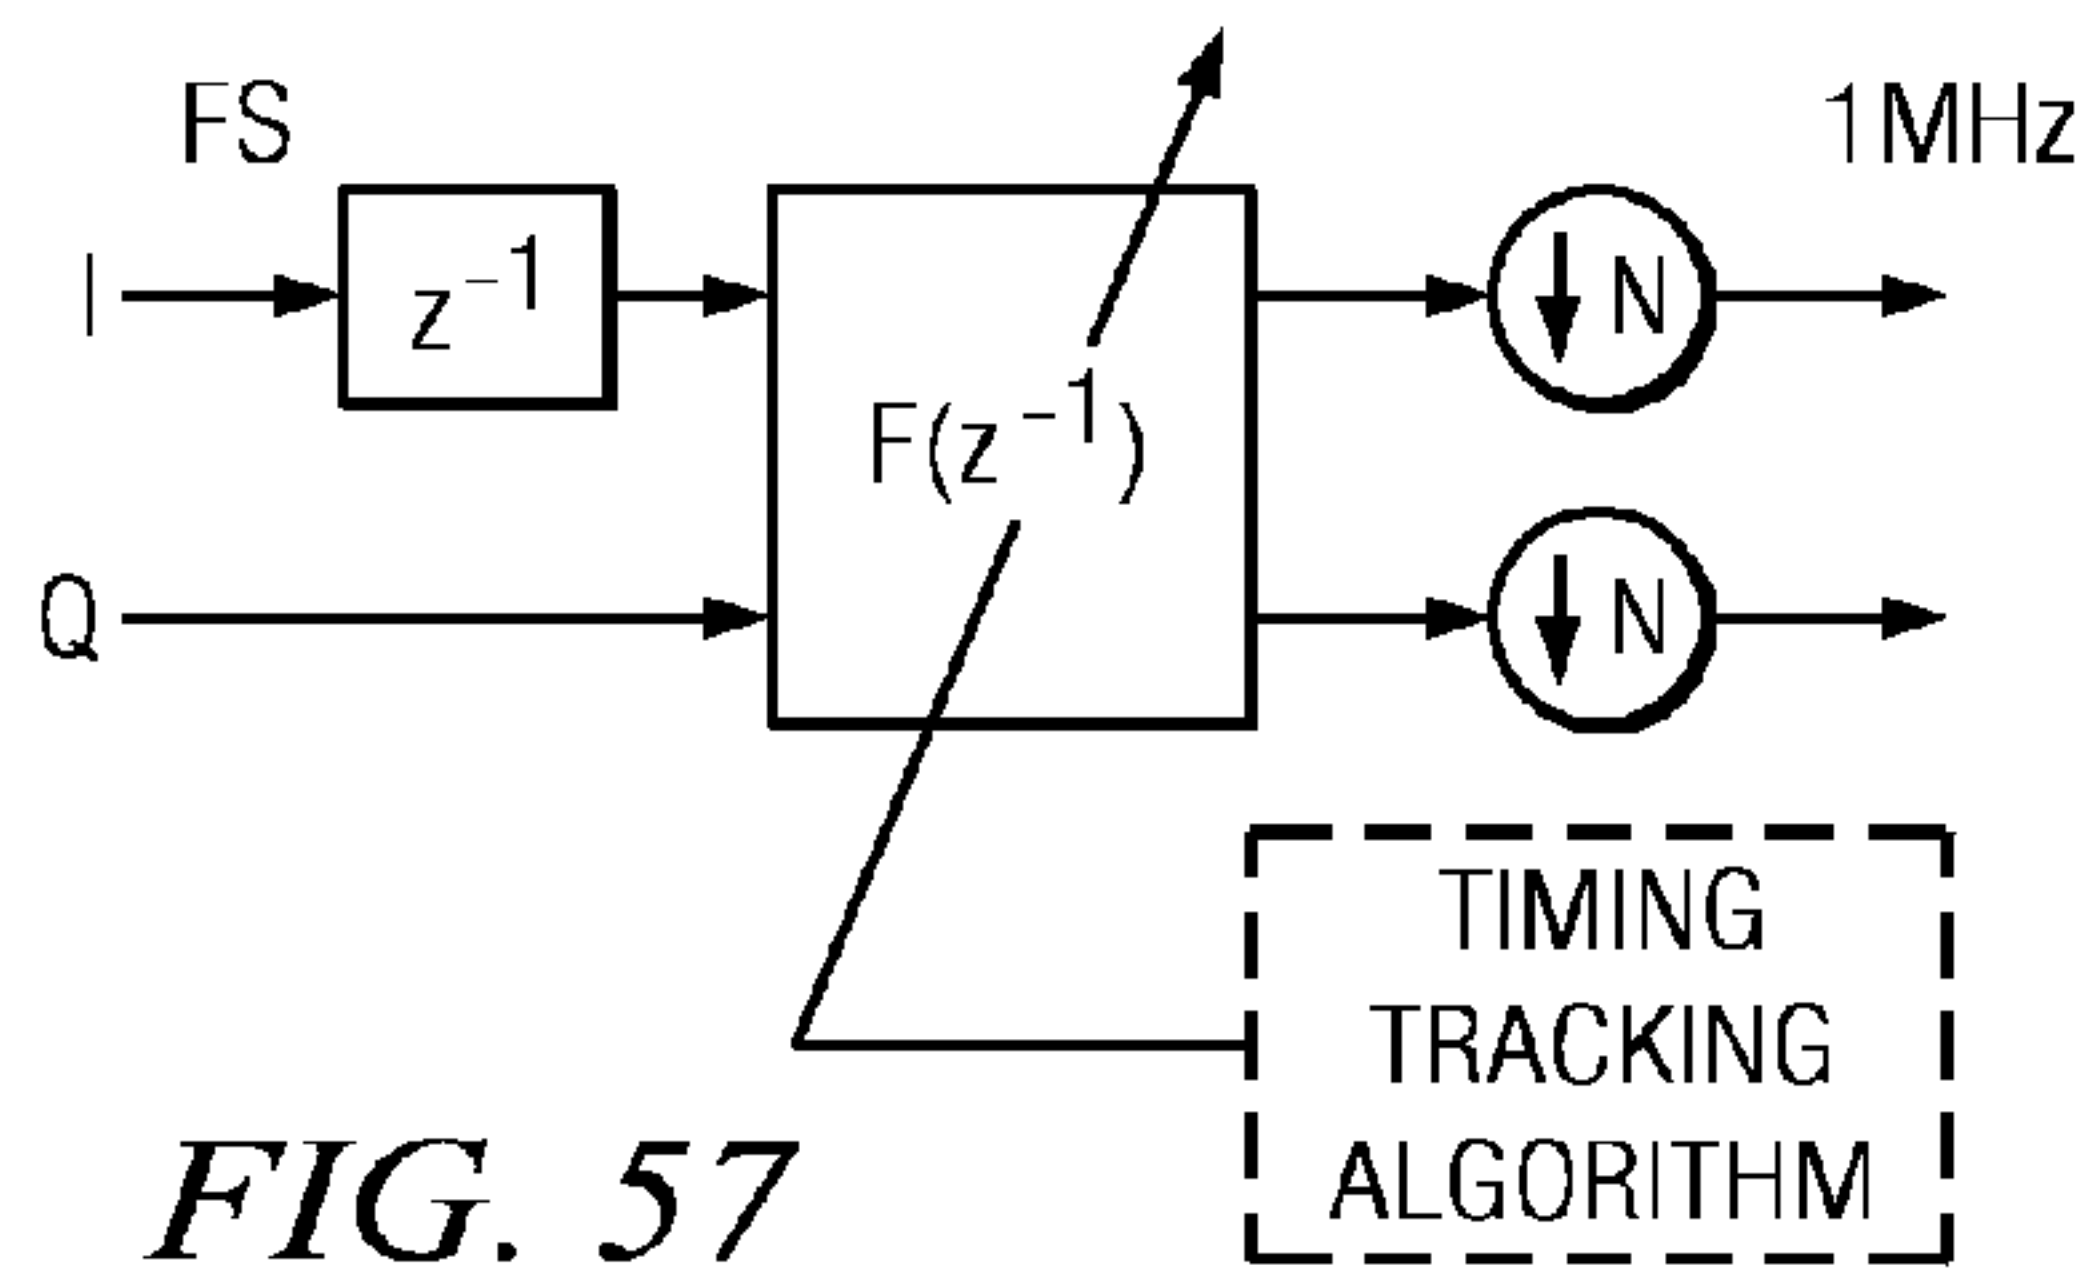 FS
1MHz
I
z⁻¹
N
F(z⁻¹)
Q
N
TIMING
TRACKING
ALGORITHM
FIG. 57